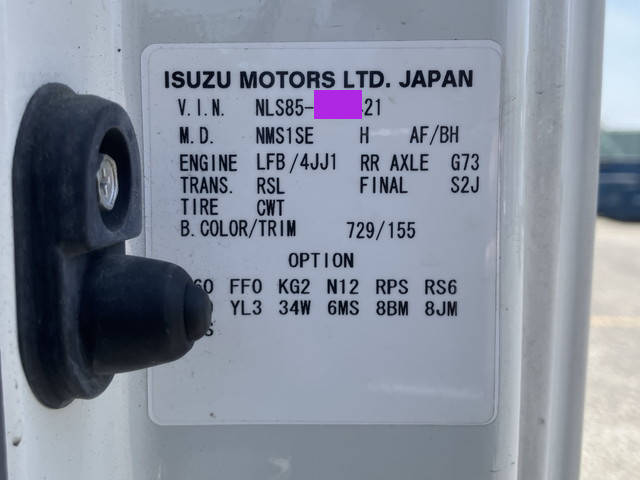 ISUZU MOTORS LTD. JAPAN
V.I.N. NLS85- 21
M.D. NMS1SE H AF/BH
ENGINE LFB/4JJ1 RR AXLE G73
TRANS. RSL FINAL S2J
TIRE CWT
B.COLOR/TRIM 729/155
OPTION
FF0 KG2 N12 RPS RS6
YL3 34W 6MS 8BM 8JM